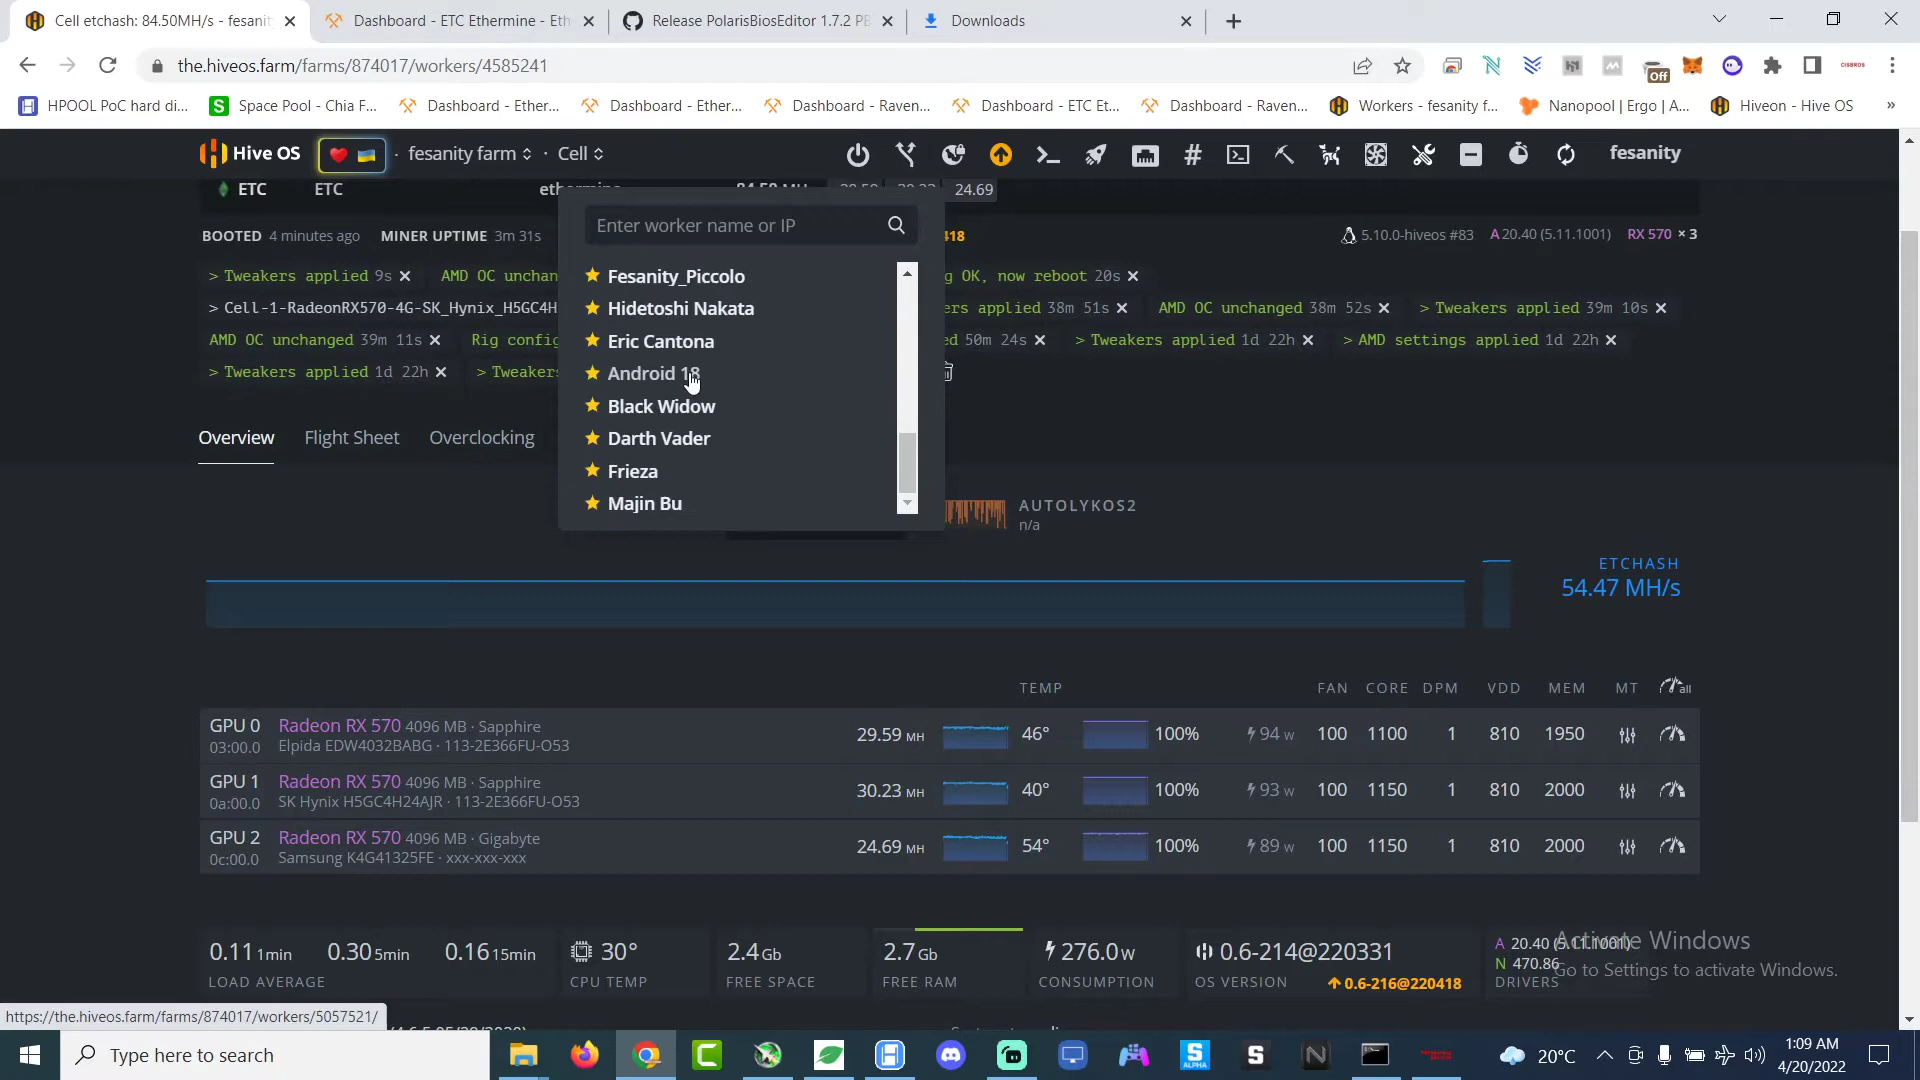 Cell etchash: 84.50MH/s - fesanity
Dashboard - ETC Ethermine - Eth
Release PolarisBiosEditor 1.7.2 PB
Downloads
the.hiveos.farm/farms/874017/workers/4585241
Off
CISBROS
HPOOL PoC hard di...
Space Pool - Chia F...
Dashboard - Ether...
Dashboard - Ether...
Dashboard - Raven...
Dashboard - ETC Et...
Dashboard - Raven...
Workers - fesanity f...
Nanopool | Ergo | A...
Hiveon - Hive OS
»
Hive OS
· fesanity farm
· Cell
fesanity
ETC ETC 24.69
Enter worker name or IP
BOOTED 4 minutes ago MINER UPTIME 3m 31s
418
5.10.0-hiveos #83 A 20.40 (5.11.1001) RX 570 × 3
> Tweakers applied 9s ×
AMD OC unchan
g OK, now reboot 20s ×
> Cell-1-RadeonRX570-4G-SK_Hynix_H5GC4H
ers applied 38m 51s ×
AMD OC unchanged 38m 52s ×
> Tweakers applied 39m 10s ×
AMD OC unchanged 39m 11s ×
Rig config
ed 50m 24s ×
> Tweakers applied 1d 22h ×
> AMD settings applied 1d 22h ×
> Tweakers applied 1d 22h ×
> Tweakers
Fesanity_Piccolo
Hidetoshi Nakata
Eric Cantona
Android 18
Black Widow
Darth Vader
Frieza
Majin Bu
Overview Flight Sheet Overclocking
AUTOLYKOS2
n/a
ETCHASH
54.47 MH/s
TEMP FAN CORE DPM VDD MEM MT all
GPU 0 Radeon RX 570 4096 MB · Sapphire 29.59 MH 46° 100% 94 W 100 1100 1 810 1950
03:00.0 Elpida EDW4032BABG · 113-2E366FU-O53
GPU 1 Radeon RX 570 4096 MB · Sapphire 30.23 MH 40° 100% 93 W 100 1150 1 810 2000
0a:00.0 SK Hynix H5GC4H24AJR · 113-2E366FU-O53
GPU 2 Radeon RX 570 4096 MB · Gigabyte 24.69 MH 54° 100% 89 W 100 1150 1 810 2000
0c:00.0 Samsung K4G41325FE · xxx-xxx-xxx
0.11 1min 0.30 5min 0.16 15min
LOAD AVERAGE
30°
CPU TEMP
2.4 Gb
FREE SPACE
2.7 Gb
FREE RAM
276.0 W
CONSUMPTION
0.6-214@220331
OS VERSION 0.6-216@220418
A 20.40 (5.11.1001)
N 470.86
DRIVERS
Activate Windows
Go to Settings to activate Windows.
https://the.hiveos.farm/farms/874017/workers/5057521/
Type here to search
ALPHA
20°C
1:09 AM
4/20/2022